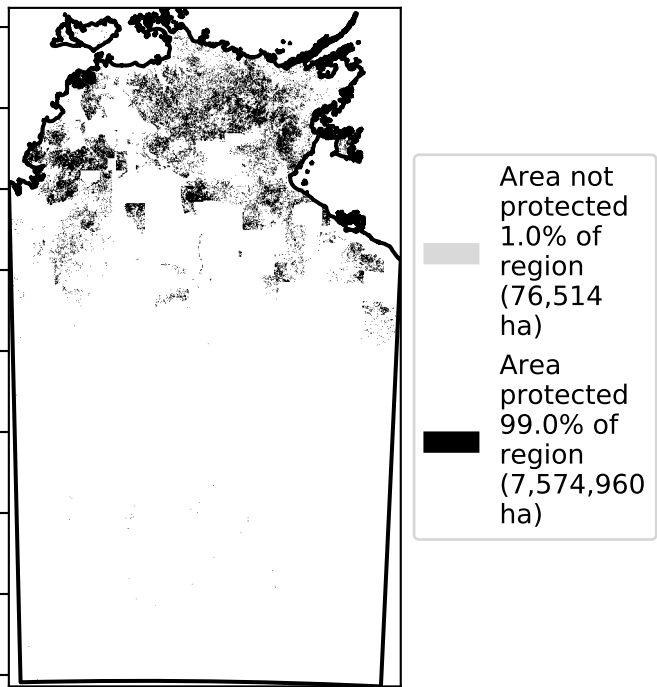 Area not
protected
1.0% of
region
(76,514
ha)
Area
protected
99.0% of
region
(7,574,960
ha)